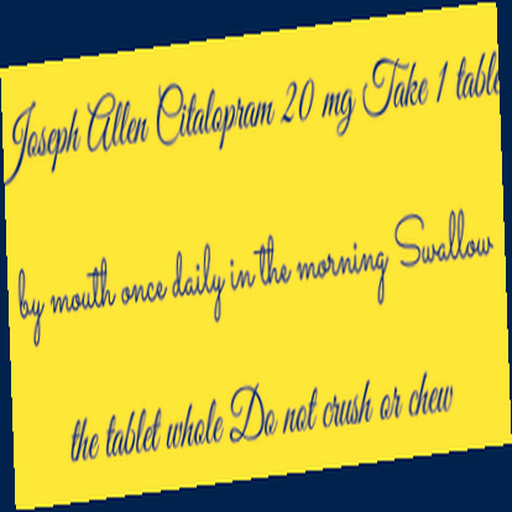 Joseph Allen Citalopram 20 mg Take 1 table
by mouth once daily in the morning Swallow
the tablet whole Do not crush or chew